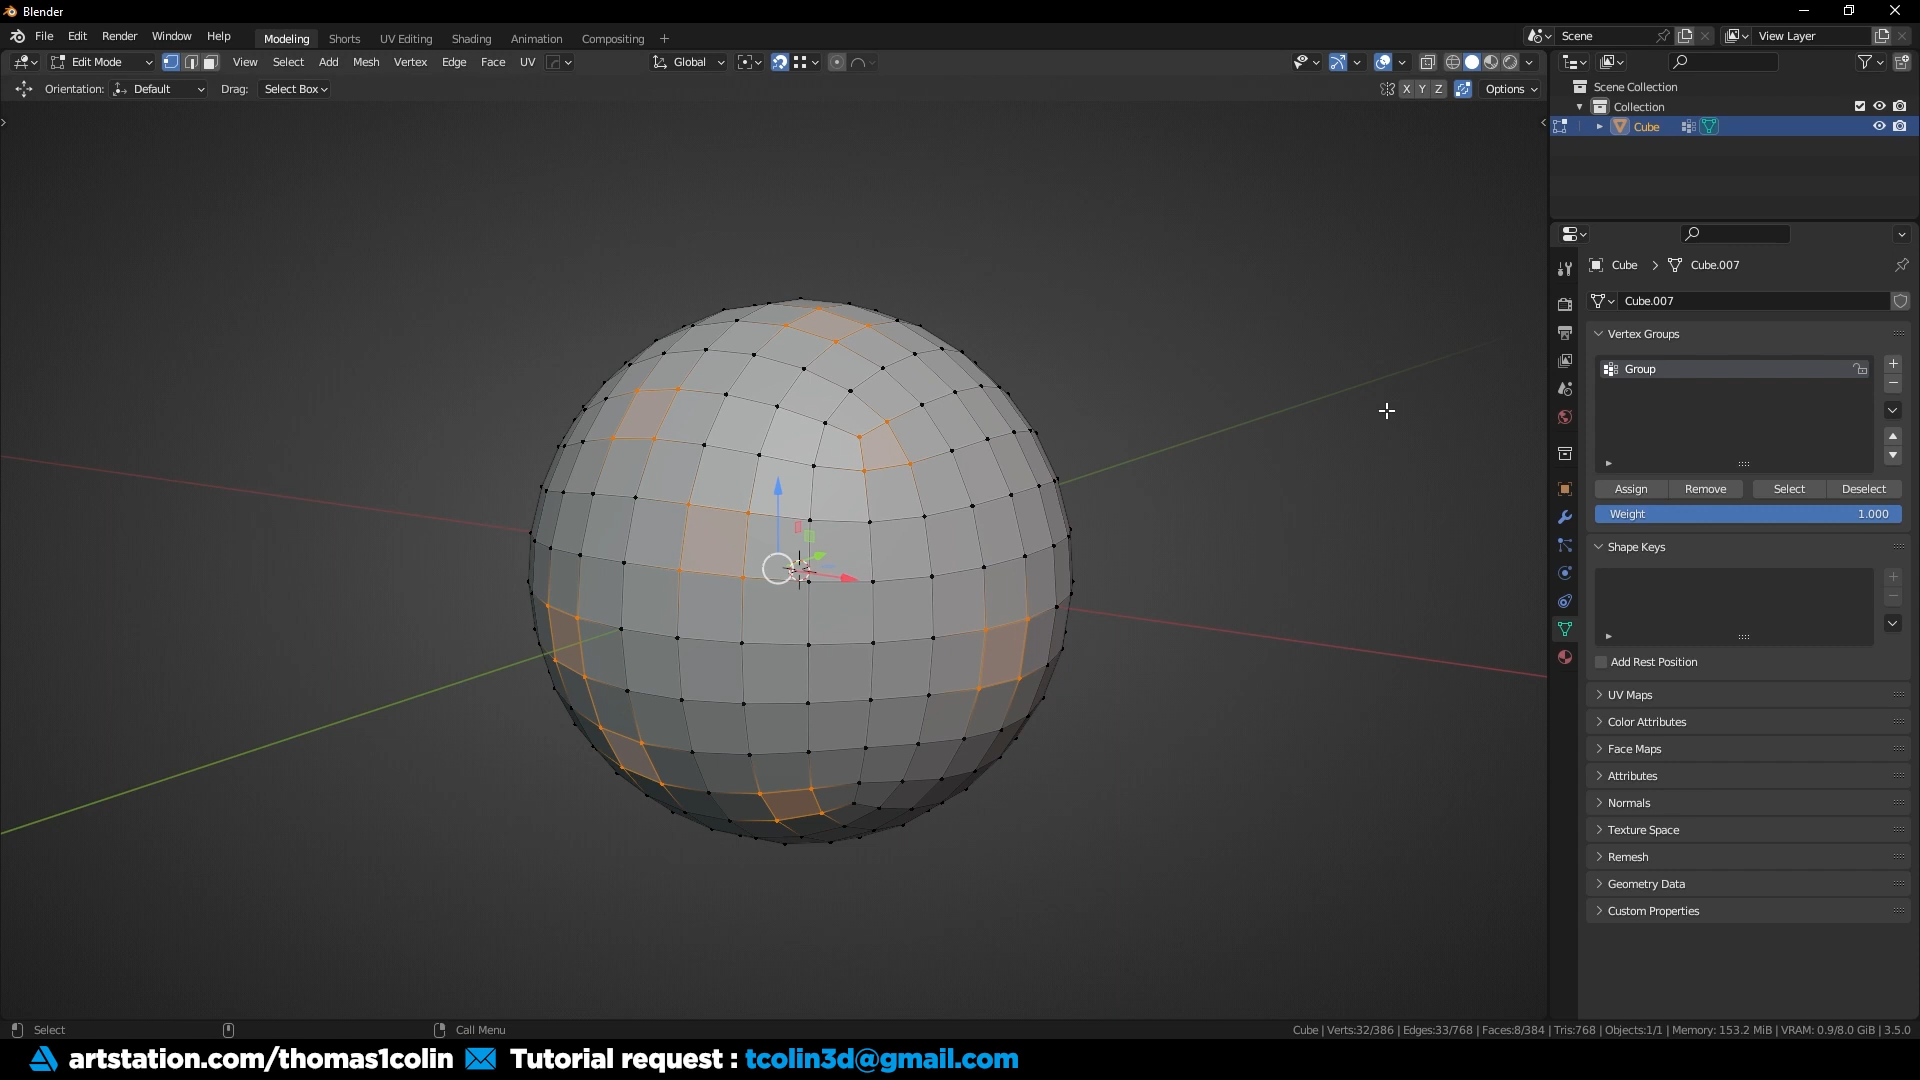 Blender
File Edit Render Window Help
Modeling Shorts UV Editing Shading Animation Compositing +
Scene
View Layer
Edit Mode View Select Add Mesh Vertex Edge Face UV
Global
Orientation: Default Drag: Select Box
X Y Z Options
Scene Collection
Collection
Cube
Cube > Cube.007
Cube.007
Vertex Groups
Group
Assign Remove Select Deselect
Weight 1.000
Shape Keys
Add Rest Position
UV Maps
Color Attributes
Face Maps
Attributes
Normals
Texture Space
Remesh
Geometry Data
Custom Properties
Select Call Menu
Cube | Verts:32/386 | Edges:33/768 | Faces:8/384 | Tris:768 | Objects:1/1 | Memory: 153.2 MiB | VRAM: 0.9/8.0 GiB | 3.5.0
artstation.com/thomas1colin Tutorial request : tcolin3d@gmail.com